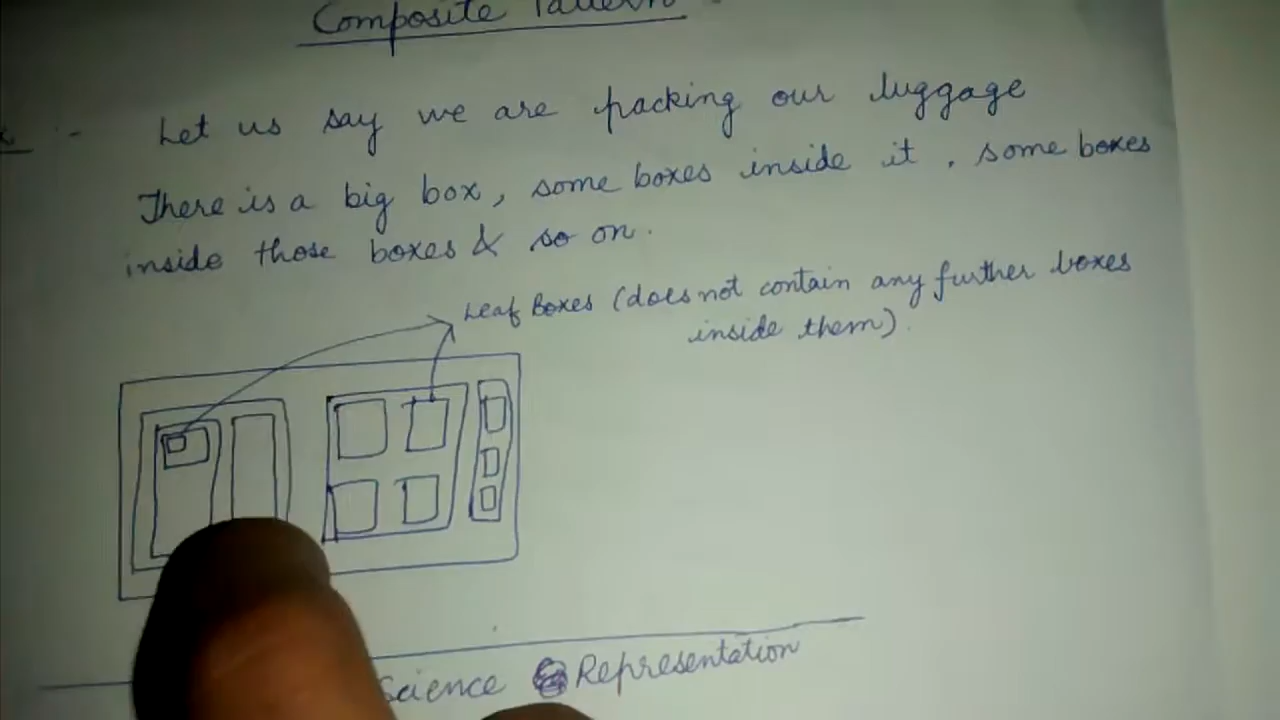 Composite Pattern
:- Let us say we are packing our luggage
There is a big box, some boxes inside it, some boxes
inside those boxes & so on.
Leaf Boxes (does not contain any further boxes
inside them).
Science Representation